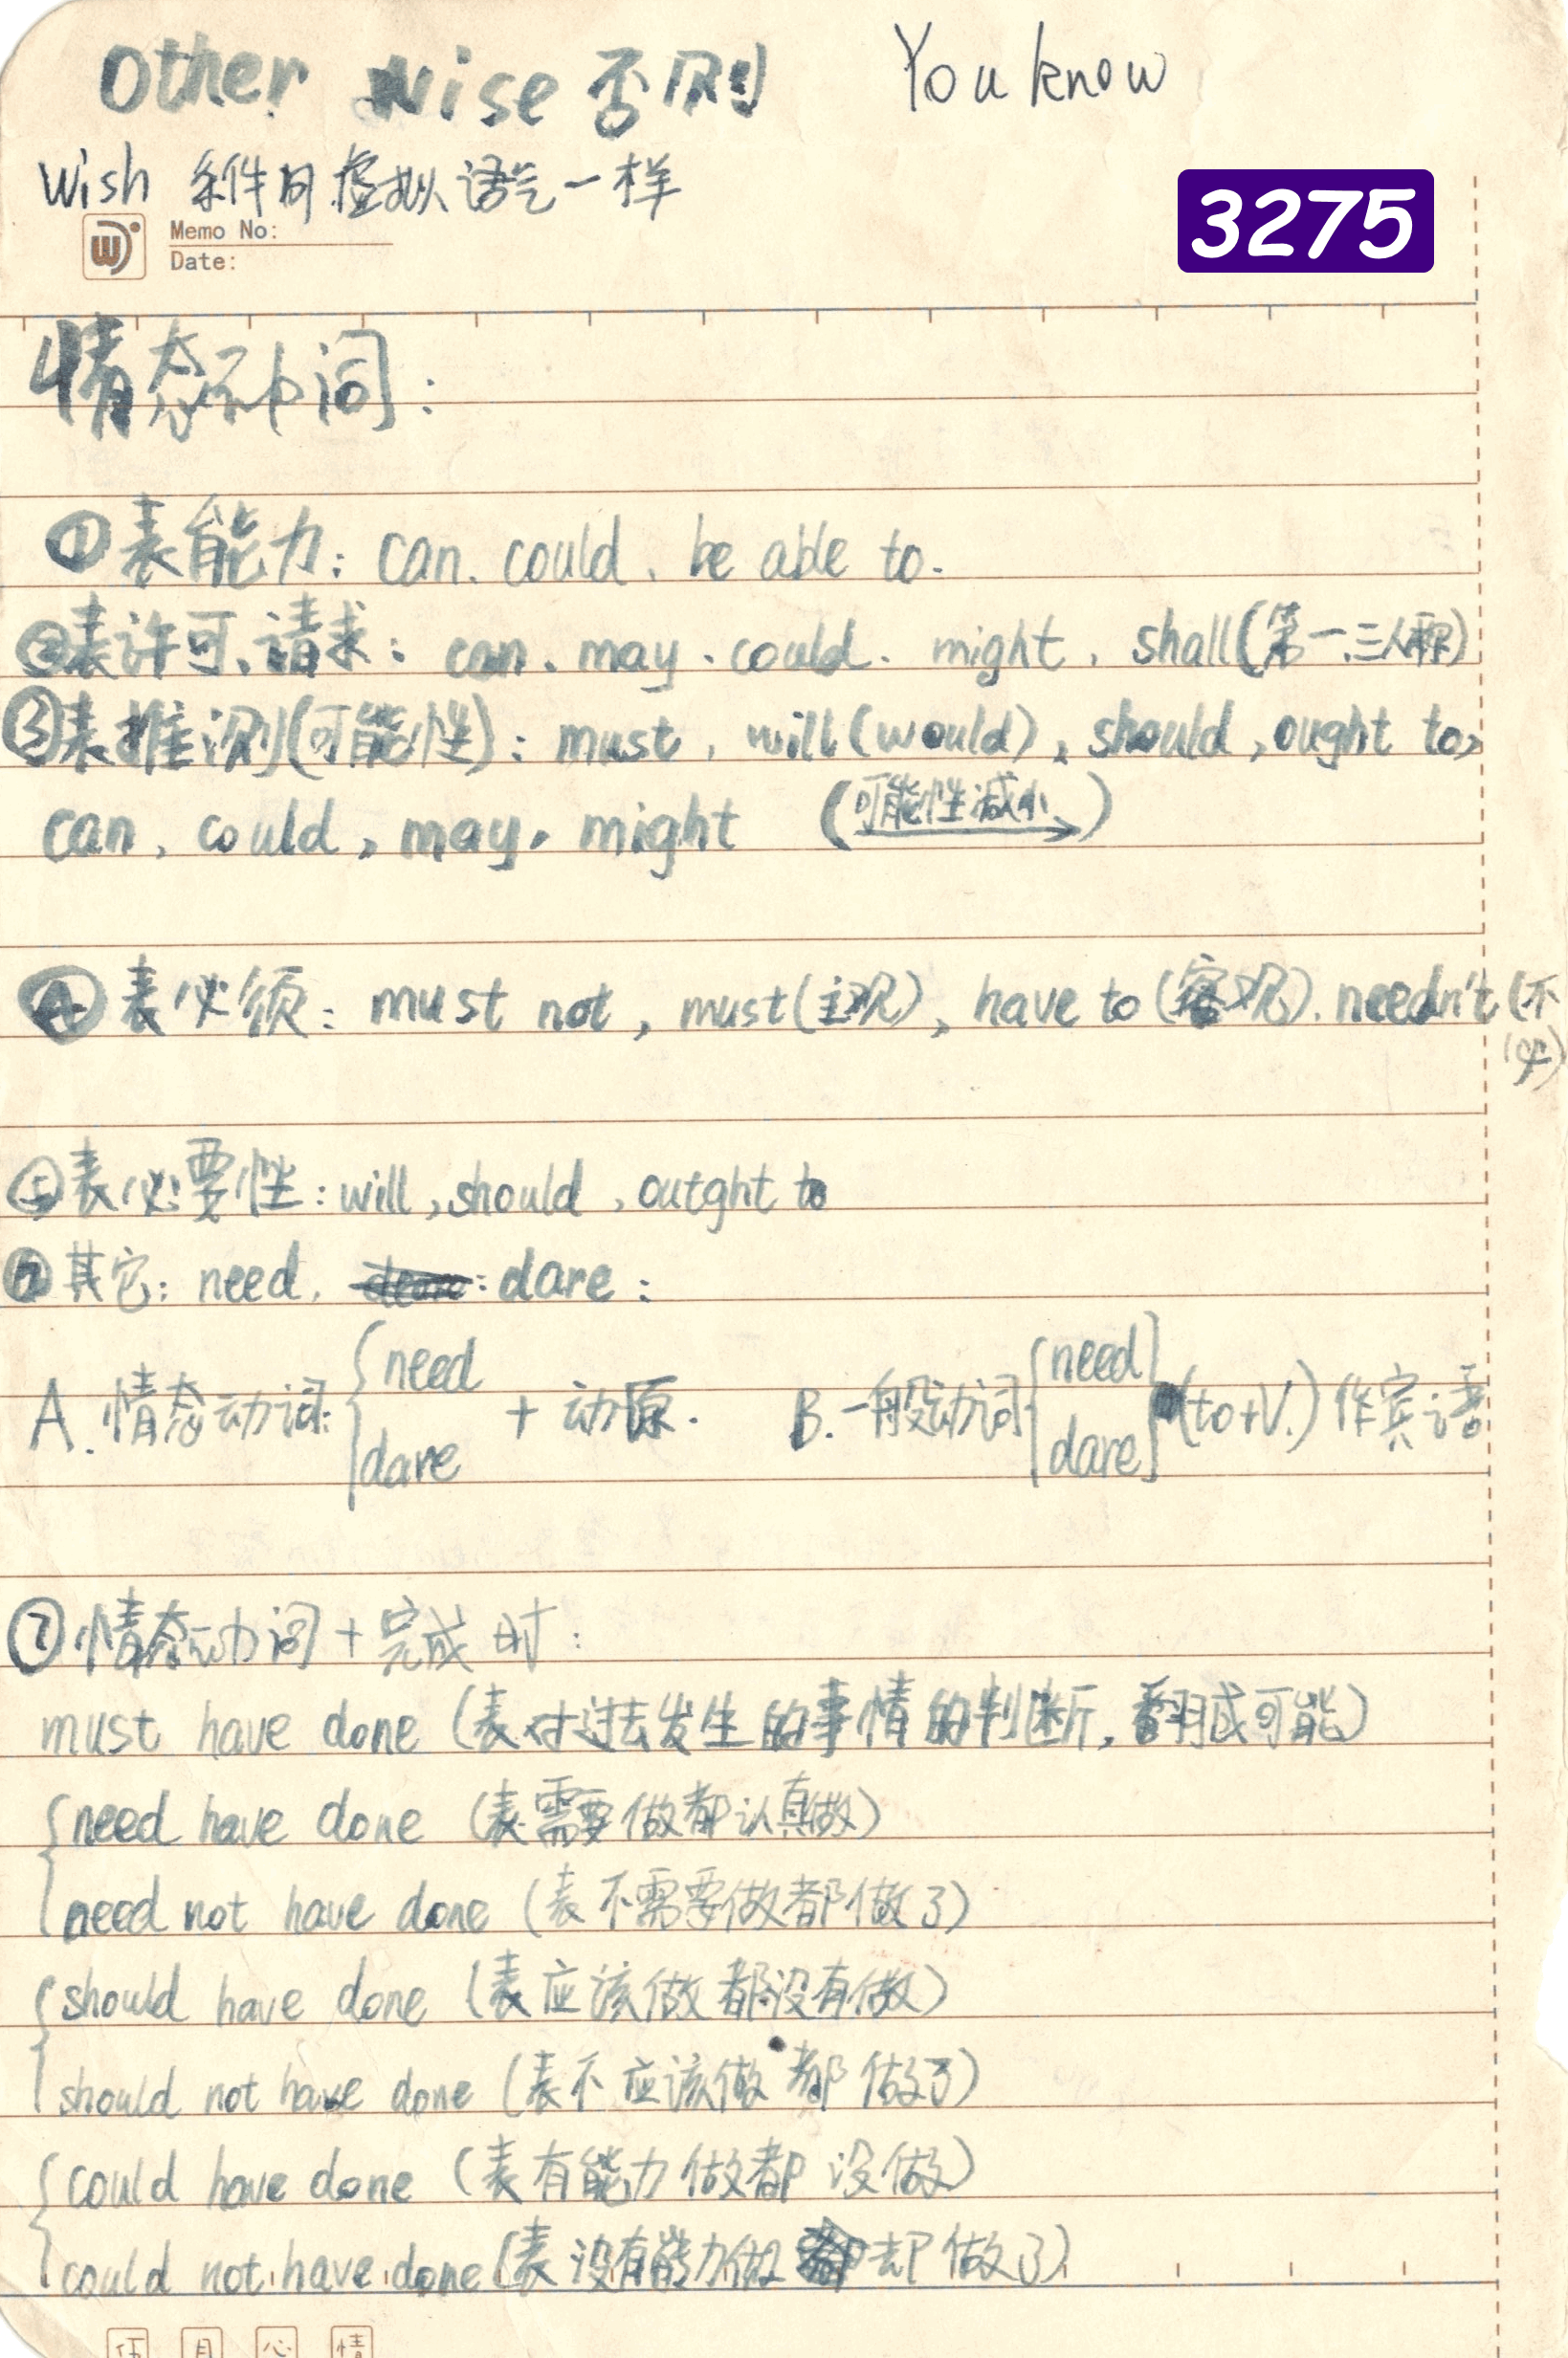 Other Wise 否则 You know
Wish 条件同虚拟语气一样
3275
Memo No:
Date:
情态动词:
①表能力: can. could. be able to.
②表许可、请求: can. may. could. might. shall(第一.三人称)
③表推测(可能性): must, will(would), should, ought to,
can, could, may, might (可能性减小)
④表必须: must not, must(主观), have to(客观). needn't(不
必)
⑤表必要性: will, should, outght to
⑥其它: need. dare:
A. 情态动词: { need + 动原. B. 一般动词 { need } (to+V.) 作宾语
dare dare
⑦情态动词+完成时:
must have done (表对过去发生的事情的判断, 可能)
need have done (表需要做都认真做)
need not have done (表不需要做都做了)
should have done (表应该做都没有做)
should not have done (表不应该做都做了)
could have done (表有能力做都没做)
could not have done (表没有能力做却做了)